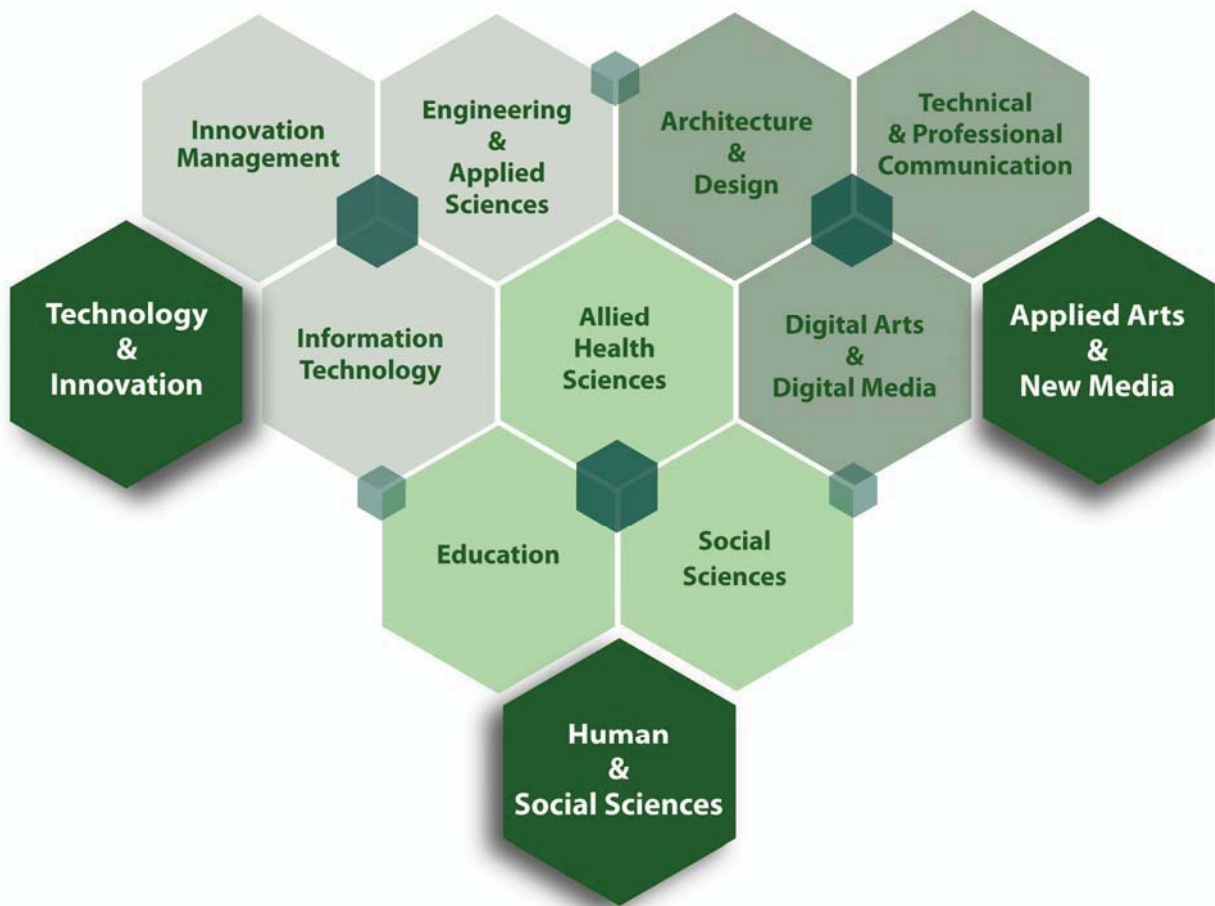 Innovation
Management
Engineering
&
Applied
Sciences
Architecture
&
Design
Technical
& Professional
Communication
Technology
&
Innovation
Information
Technology
Allied
Health
Sciences
Digital Arts
&
Digital Media
Applied Arts
&
New Media
Education
Social
Sciences
Human
&
Social Sciences